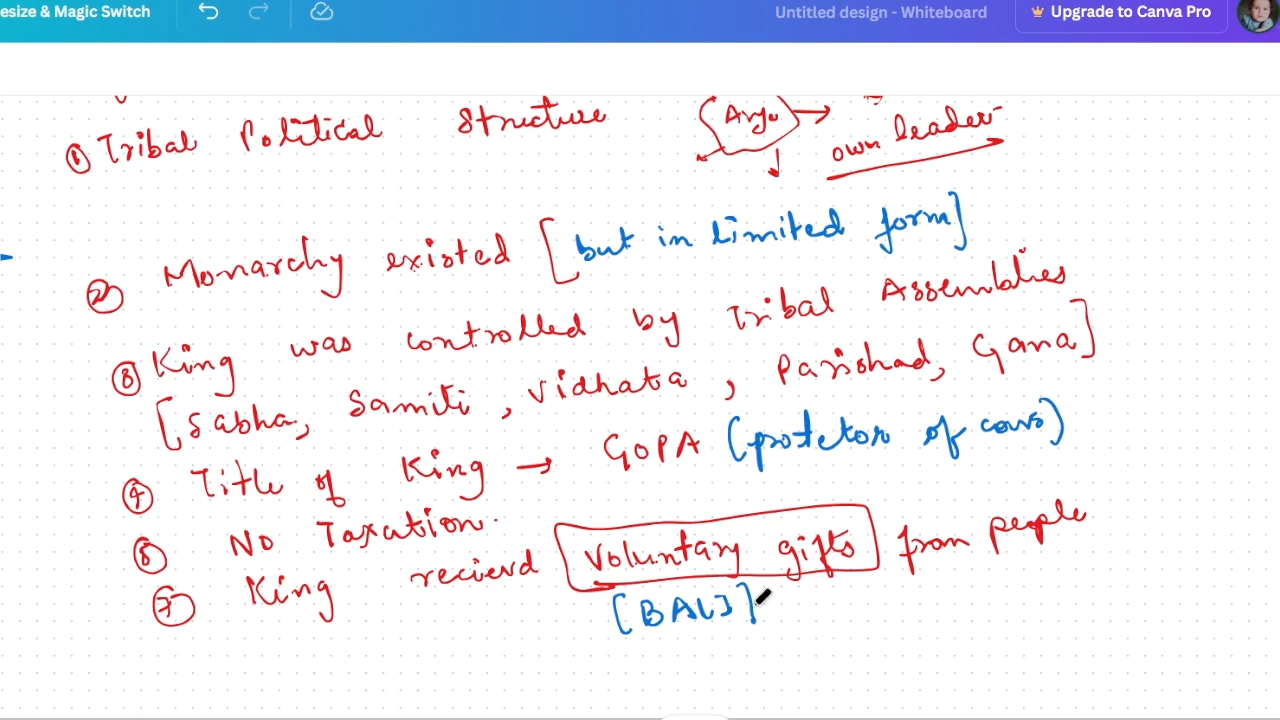 esize & Magic Switch
Untitled design - Whiteboard
Upgrade to Canva Pro
① Tribal Political Structure
(Arya)
own leader
② Monarchy existed [but in limited form]
③ King was controlled by Tribal Assemblies
[Sabha, Samiti, Vidhata, Parishad, Gana]
④ Title of King → GOPA (protetor of cows)
⑤ No Taxation.
⑦ King recievd voluntary gifts from people
[BALI]